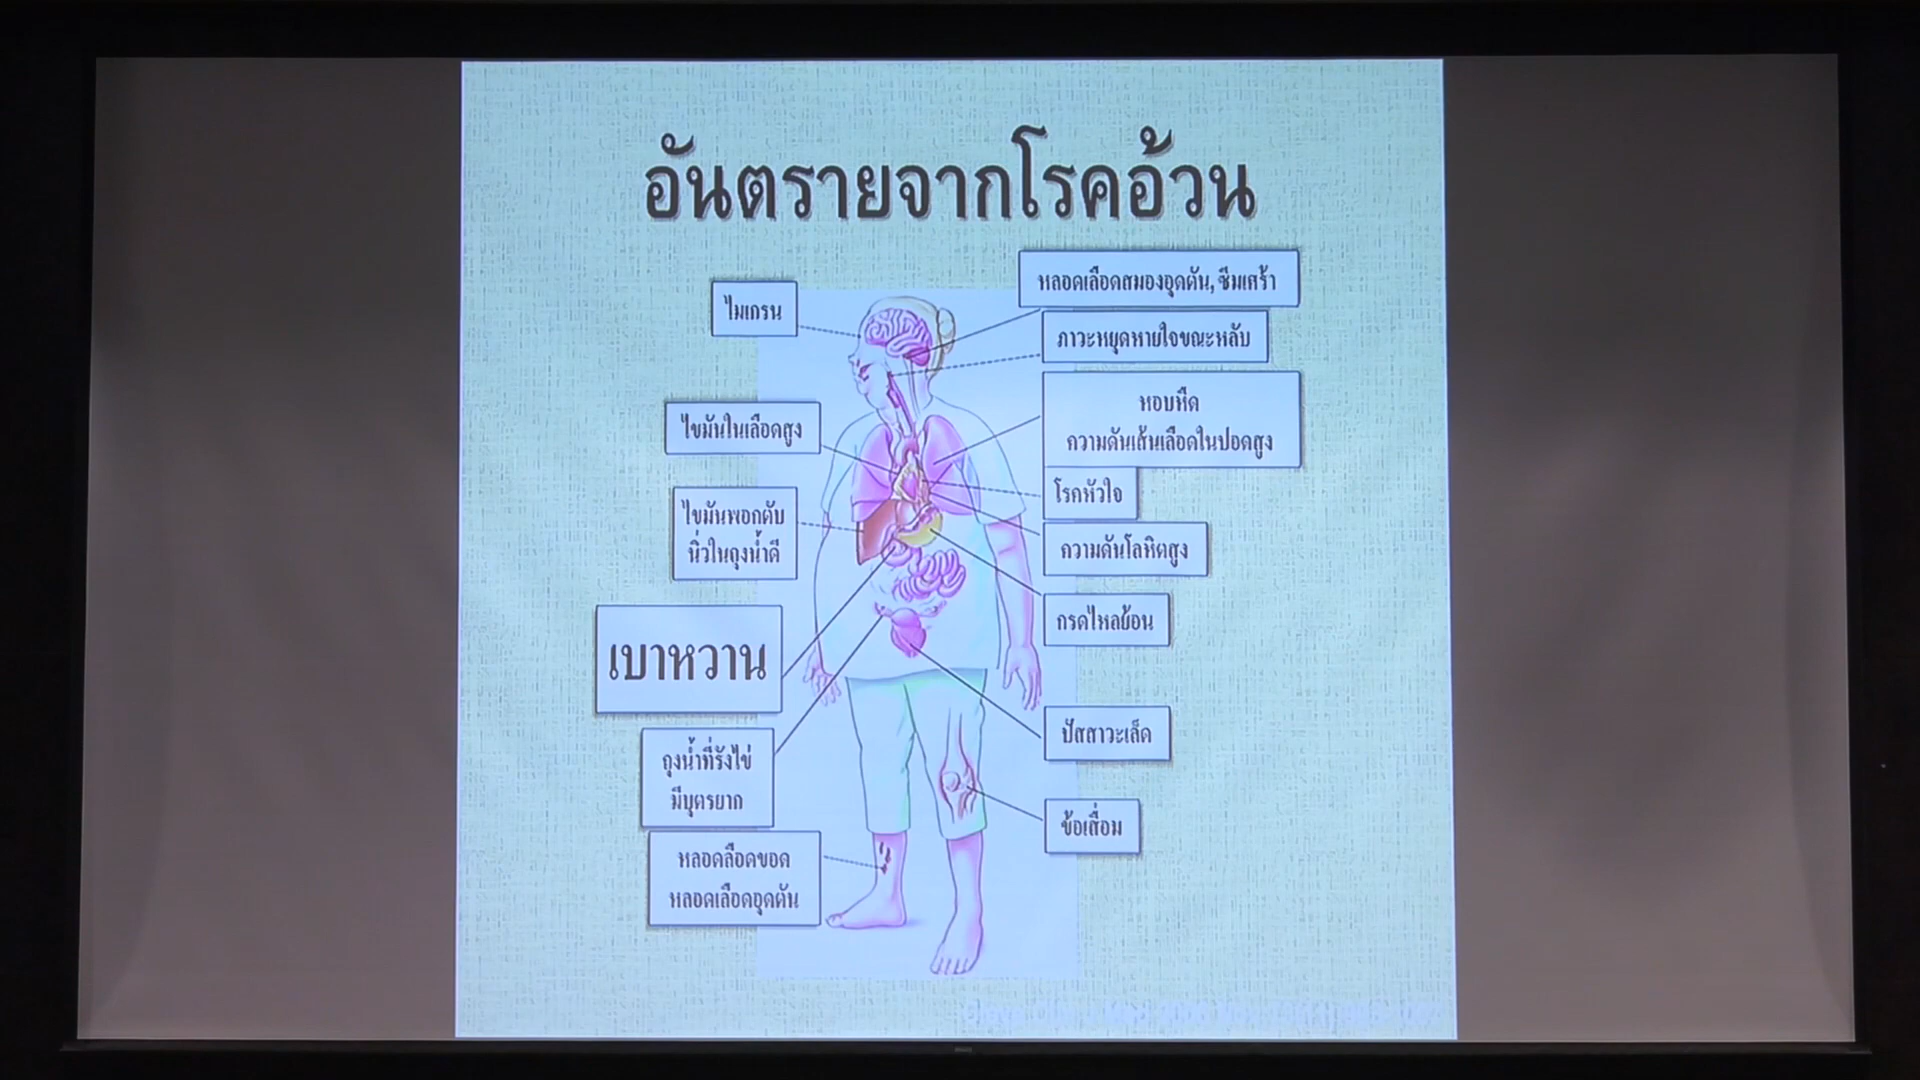 อันตรายจากโรคอ้วน
ไมเกรน
หลอดเลือดสมองอุดตัน, ซึมเศร้า
ภาวะหยุดหายใจขณะหลับ
ไขมันในเลือดสูง
หอบหืด
ความดันเส้นเลือดในปอดสูง
โรคหัวใจ
ไขมันพอกตับ
นิ่วในถุงน้ำดี
ความดันโลหิตสูง
กรดไหลย้อน
เบาหวาน
ปัสสาวะเล็ด
ถุงน้ำที่รังไข่
มีบุตรยาก
ข้อเสื่อม
หลอดลือดขอด
หลอดเลือดอุดตัน